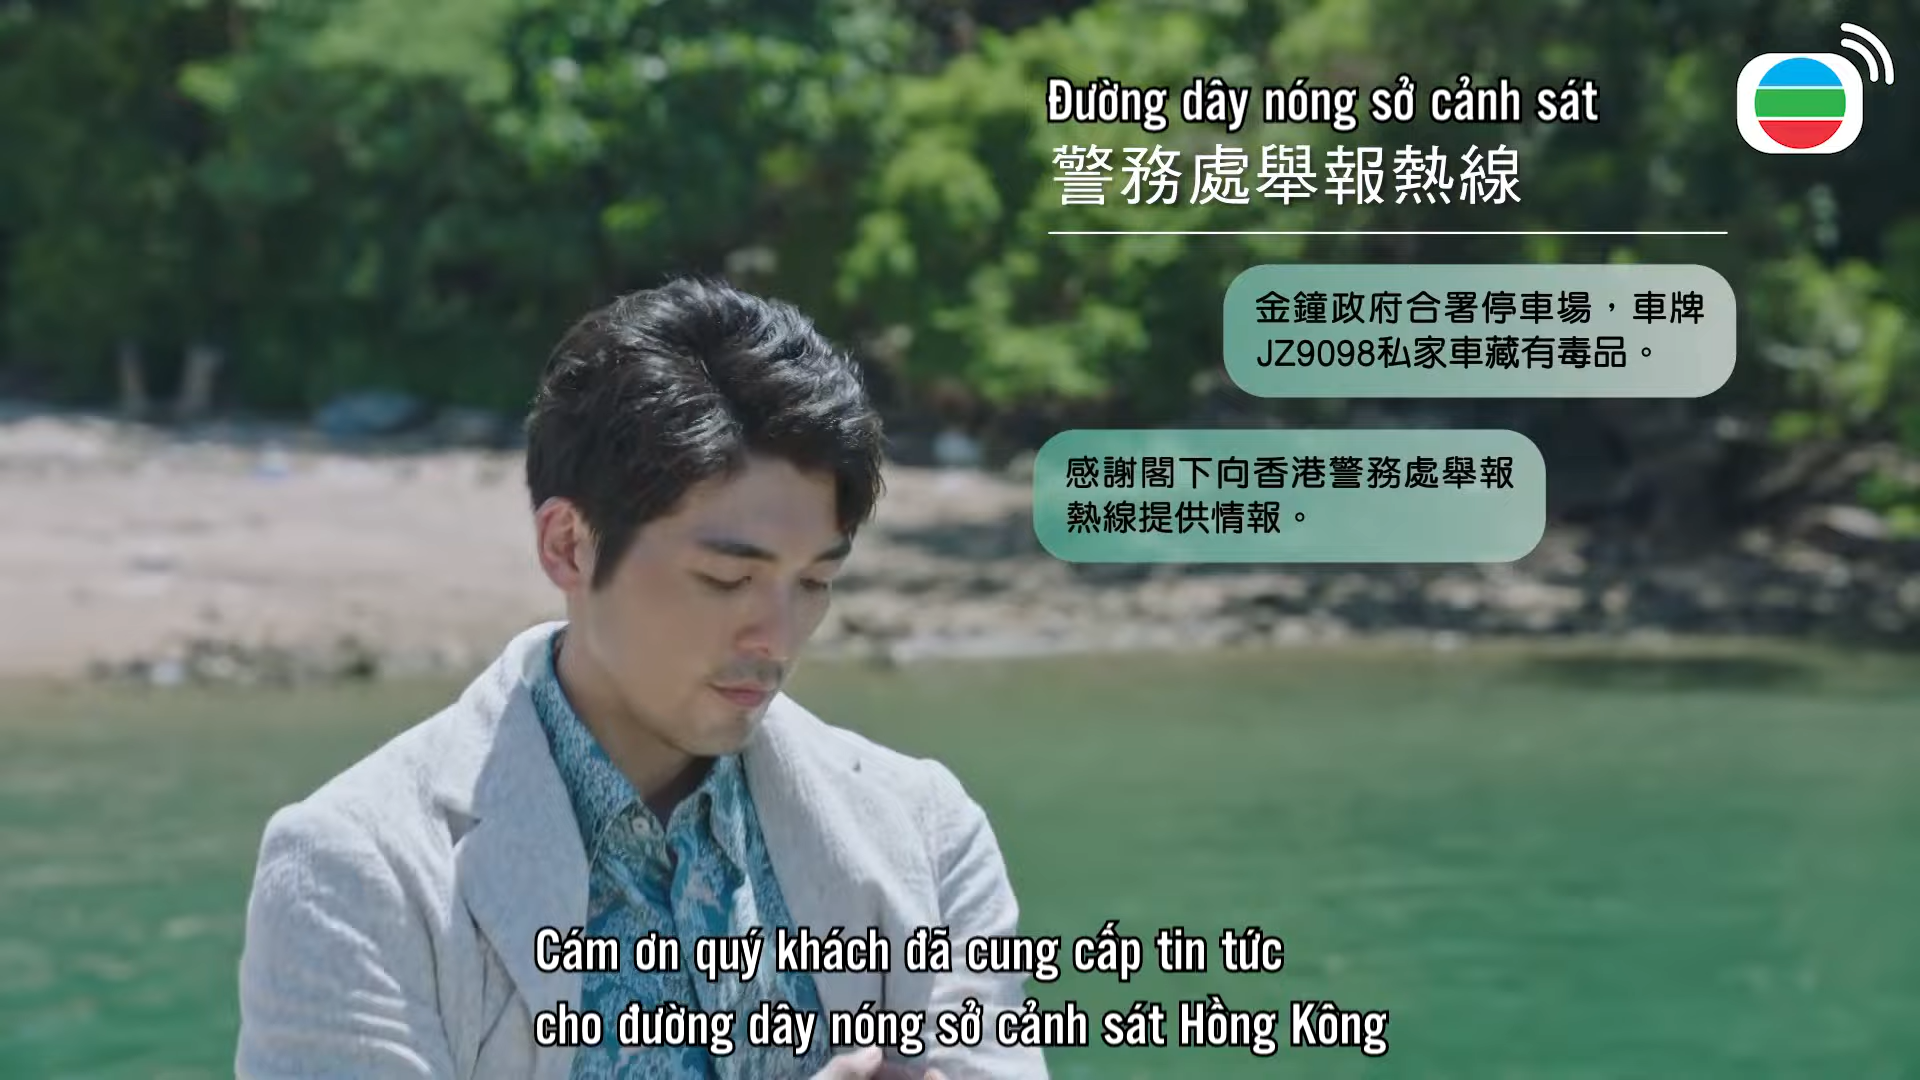 Đường dây nóng sở cảnh sát
警務處舉報熱線
金鐘政府合署停車場，車牌
JZ9098私家車藏有毒品。
感謝閣下向香港警務處舉報
熱線提供情報。
Cám ơn quý khách đã cung cấp tin tức
cho đường dây nóng sở cảnh sát Hồng Kông